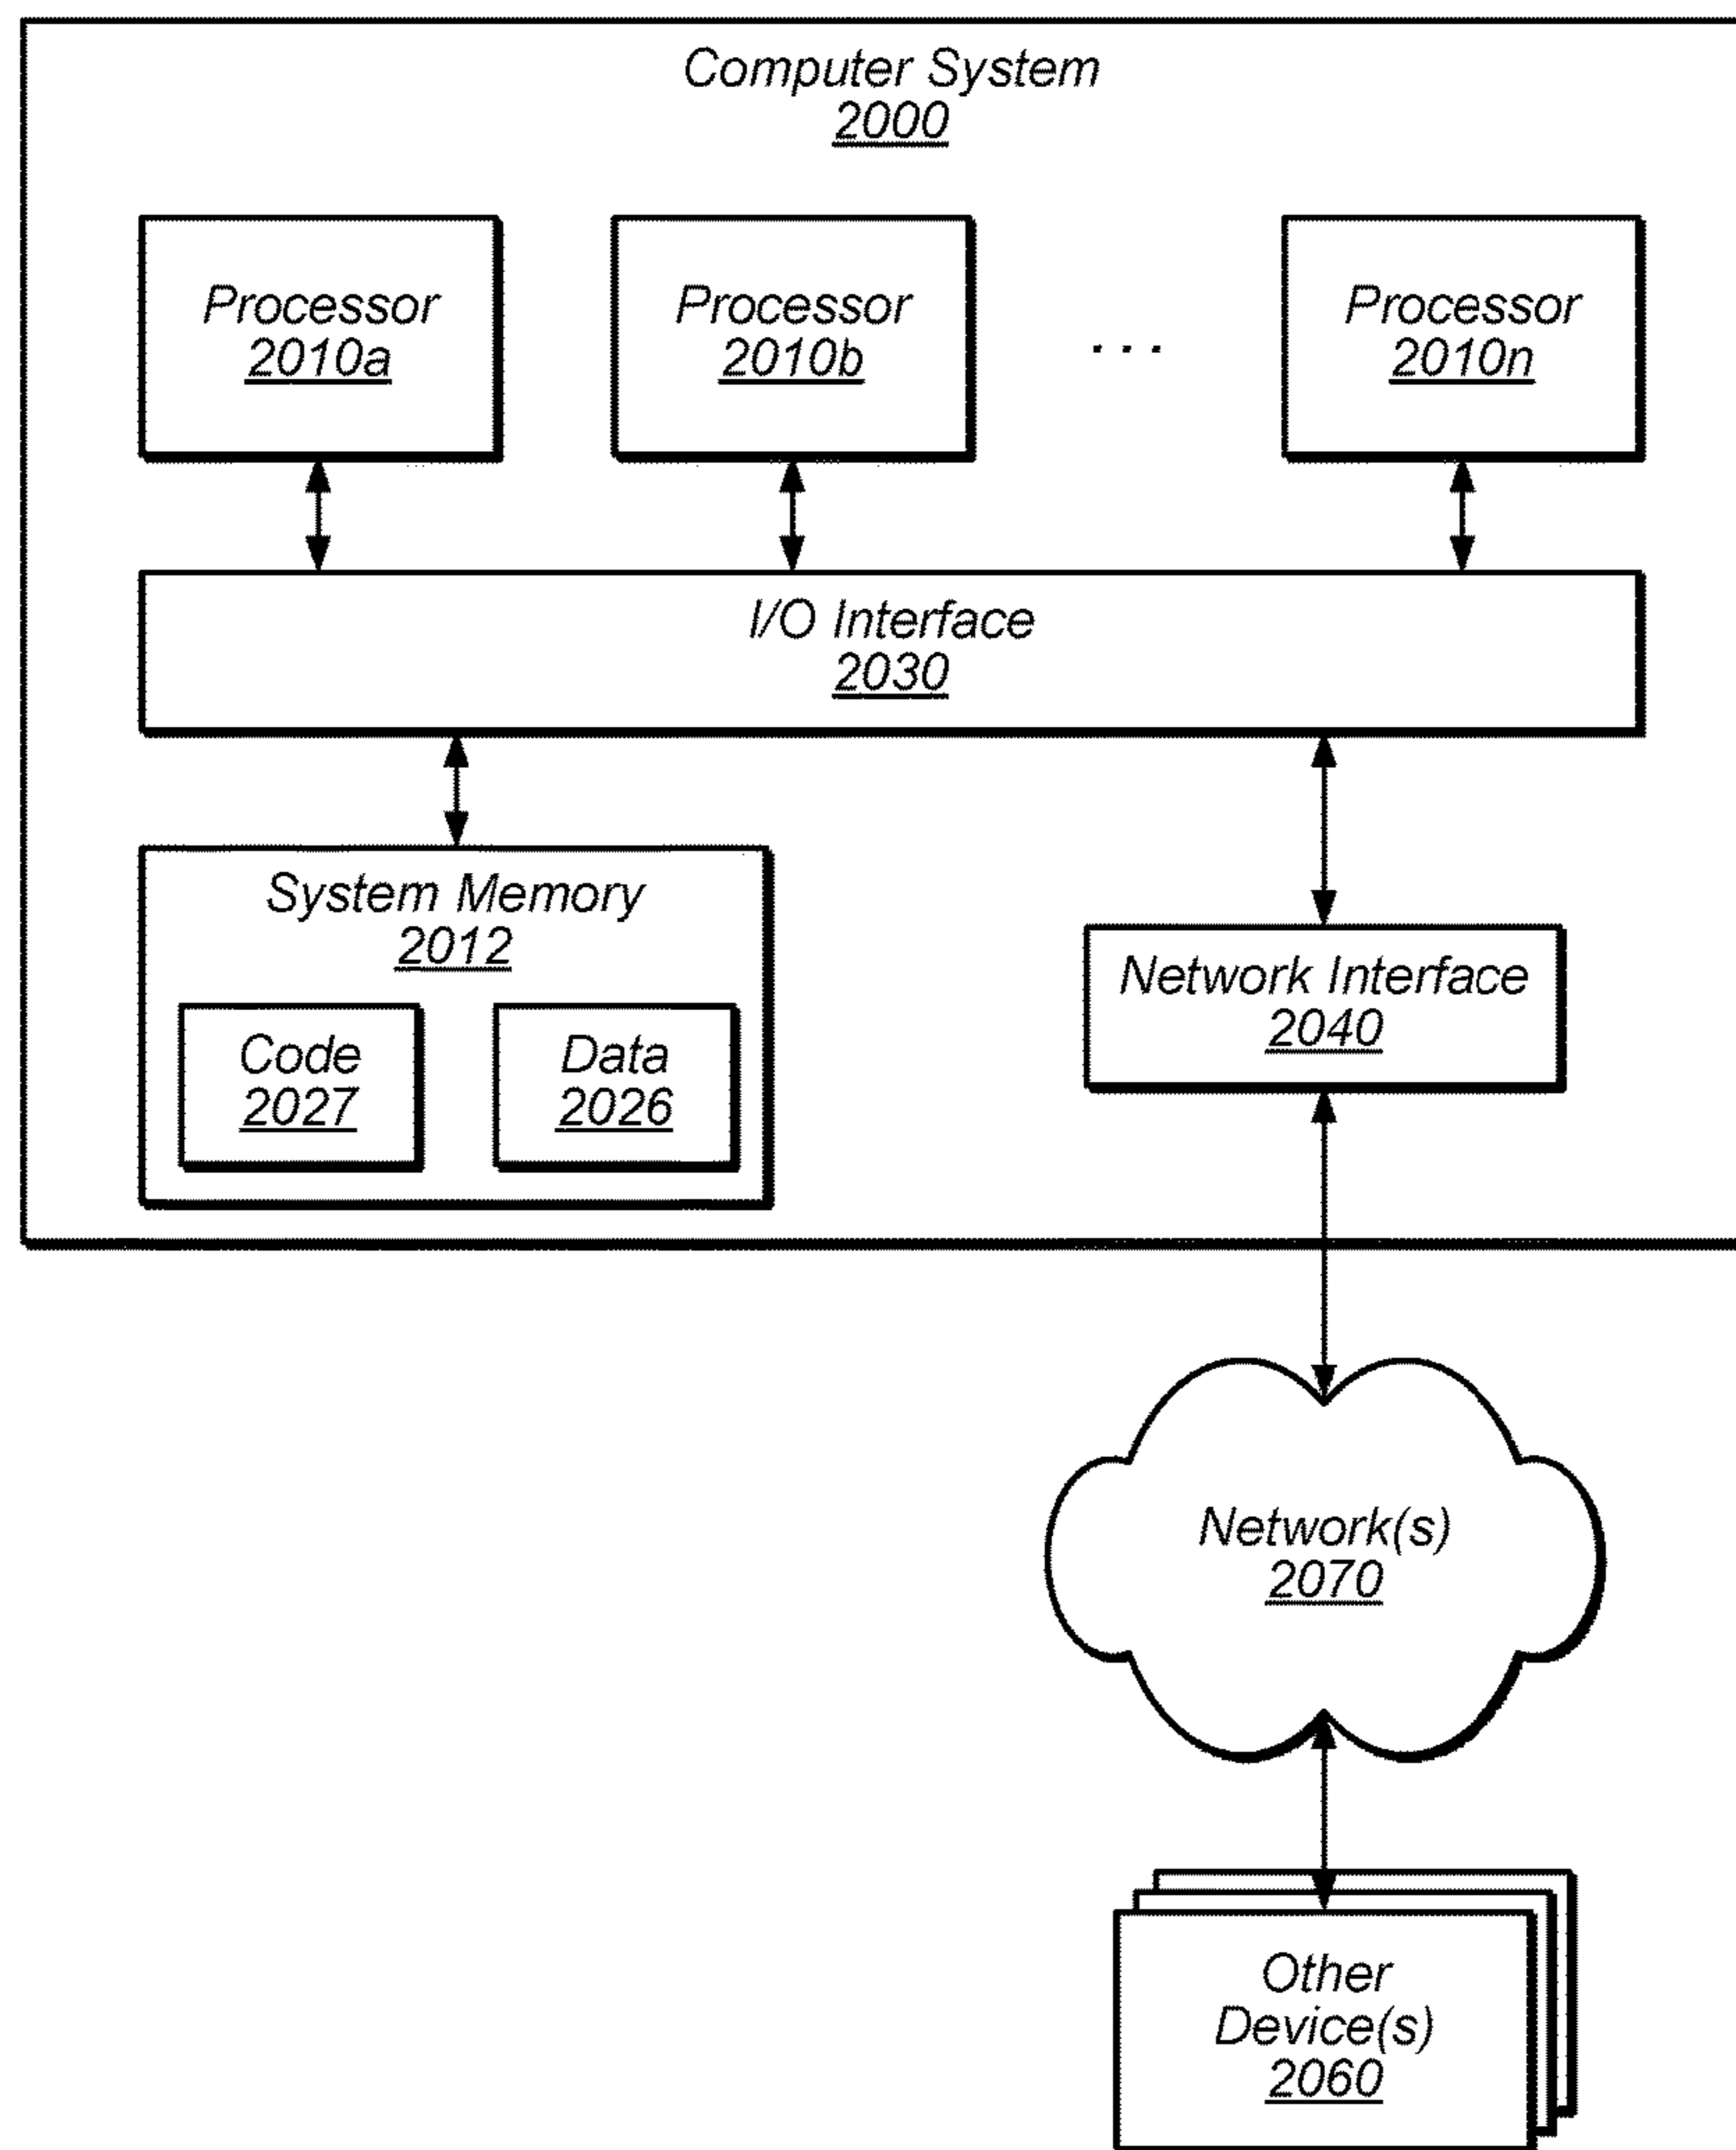 Computer System
2000
Processor
2010a
Processor
2010b
. . .
Processor
2010n
I/O Interface
2030
System Memory
2012
Code
2027
Data
2026
Network Interface
2040
Network(s)
2070
Other
Device(s)
2060